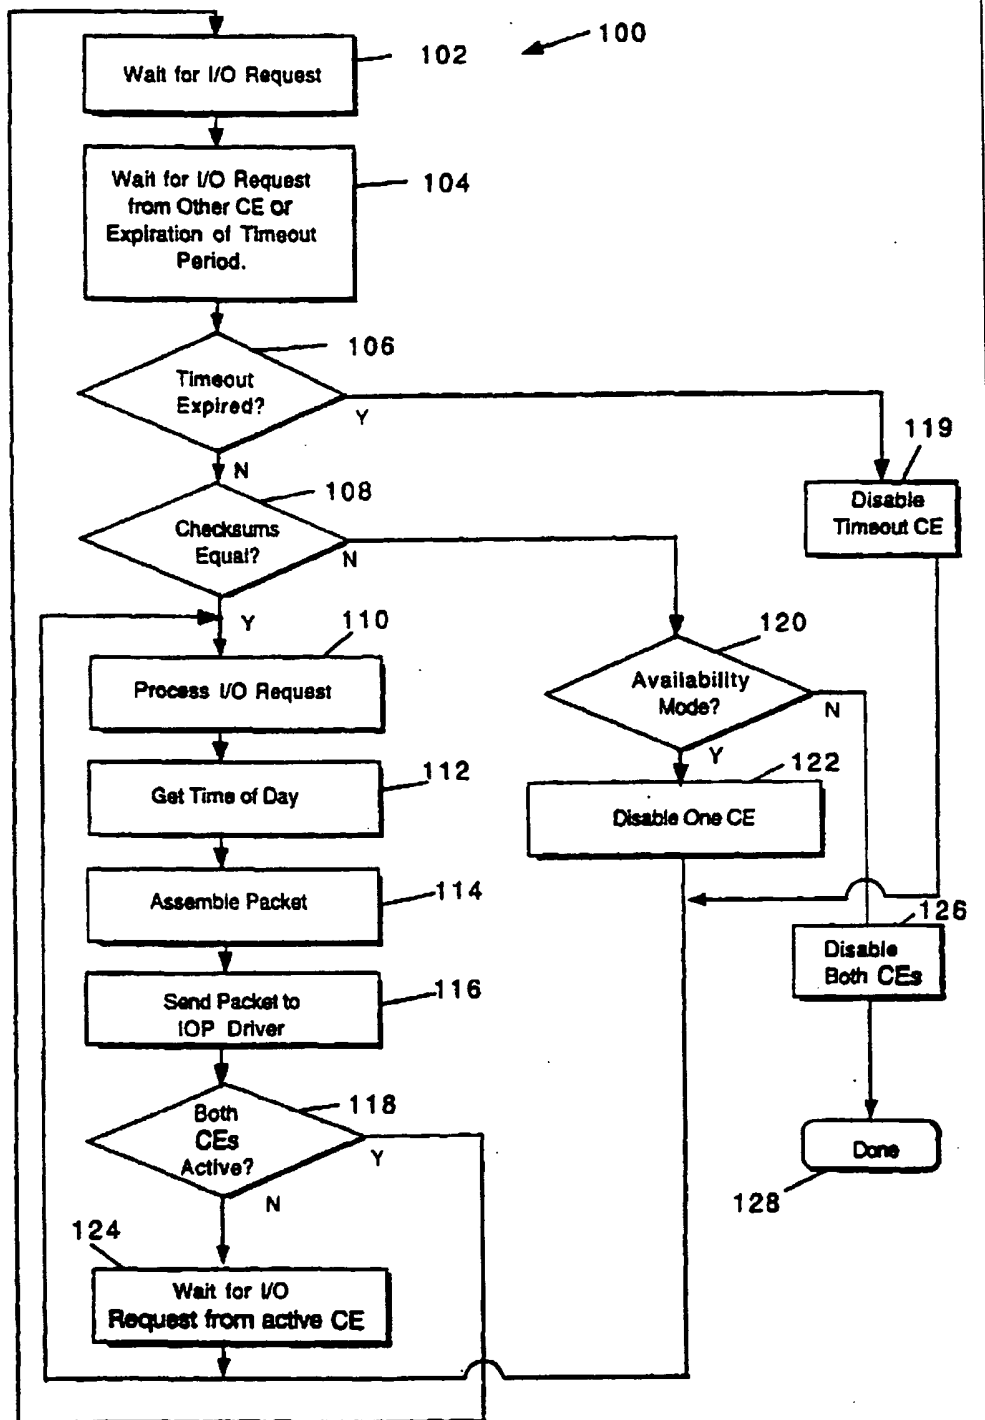 100
Wait for I/O Request
102
Wait for I/O Request
from Other CE or
Expiration of Timeout
Period.
104
Timeout
Expired?
106
Y
N
119
Disable
Timeout CE
Checksums
Equal?
108
N
Y
120
Availability
Mode?
N
Y
110
Process I/O Request
122
Disable One CE
112
Get Time of Day
114
Assemble Packet
126
Disable
Both CEs
116
Send Packet to
IOP Driver
118
Both
CEs
Active?
Y
N
Done
128
124
Wait for I/O
Request from active CE